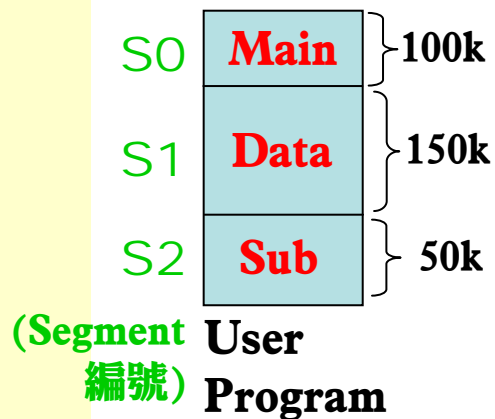 S0 Main 100k
S1 Data 150k
S2 Sub 50k
(Segment User
編號) Program